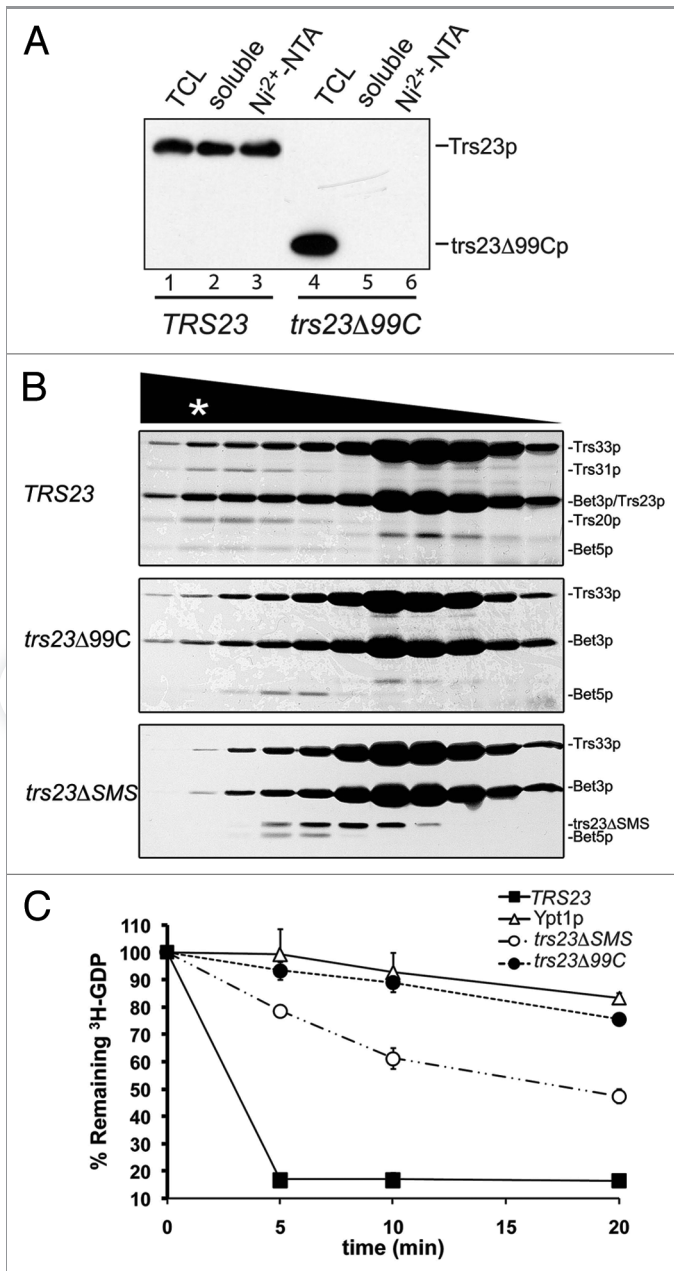 A
TCL
soluble
Ni2+-NTA
TCL
soluble
Ni2+-NTA
–Trs23p
–trs23Δ99Cp
1 2 3 4 5 6
TRS23 trs23Δ99C
B
*
TRS23
-Trs33p
-Trs31p
-Bet3p/Trs23p
-Trs20p
-Bet5p
trs23Δ99C
-Trs33p
-Bet3p
-Bet5p
trs23ΔSMS
-Trs33p
-Bet3p
-trs23ΔSMS
-Bet5p
C
TRS23
Ypt1p
trs23ΔSMS
trs23Δ99C
% Remaining 3H-GDP
110
100
90
80
70
60
50
40
30
20
10
0 5 10 15 20
time (min)